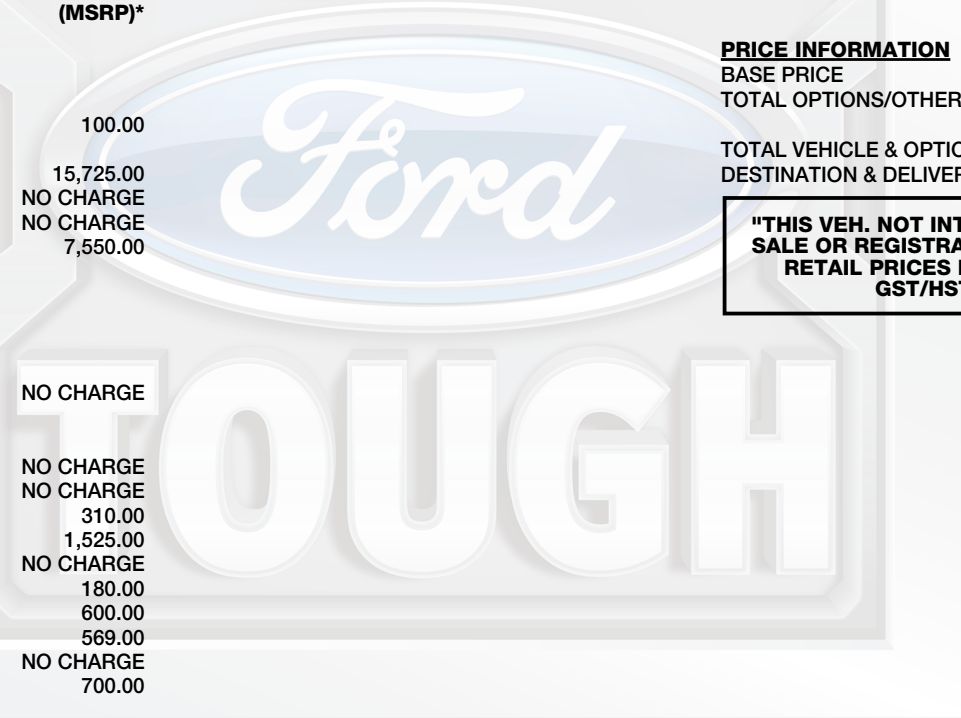 (MSRP)*
100.00
15,725.00
NO CHARGE
NO CHARGE
7,550.00
NO CHARGE
NO CHARGE
NO CHARGE
310.00
1,525.00
NO CHARGE
180.00
600.00
569.00
NO CHARGE
700.00
PRICE INFORMATION
BASE PRICE
TOTAL OPTIONS/OTHER
TOTAL VEHICLE & OPTIO
DESTINATION & DELIVER
"THIS VEH. NOT INT
SALE OR REGISTRA
RETAIL PRICES
GST/HST
Ford
TOUGH